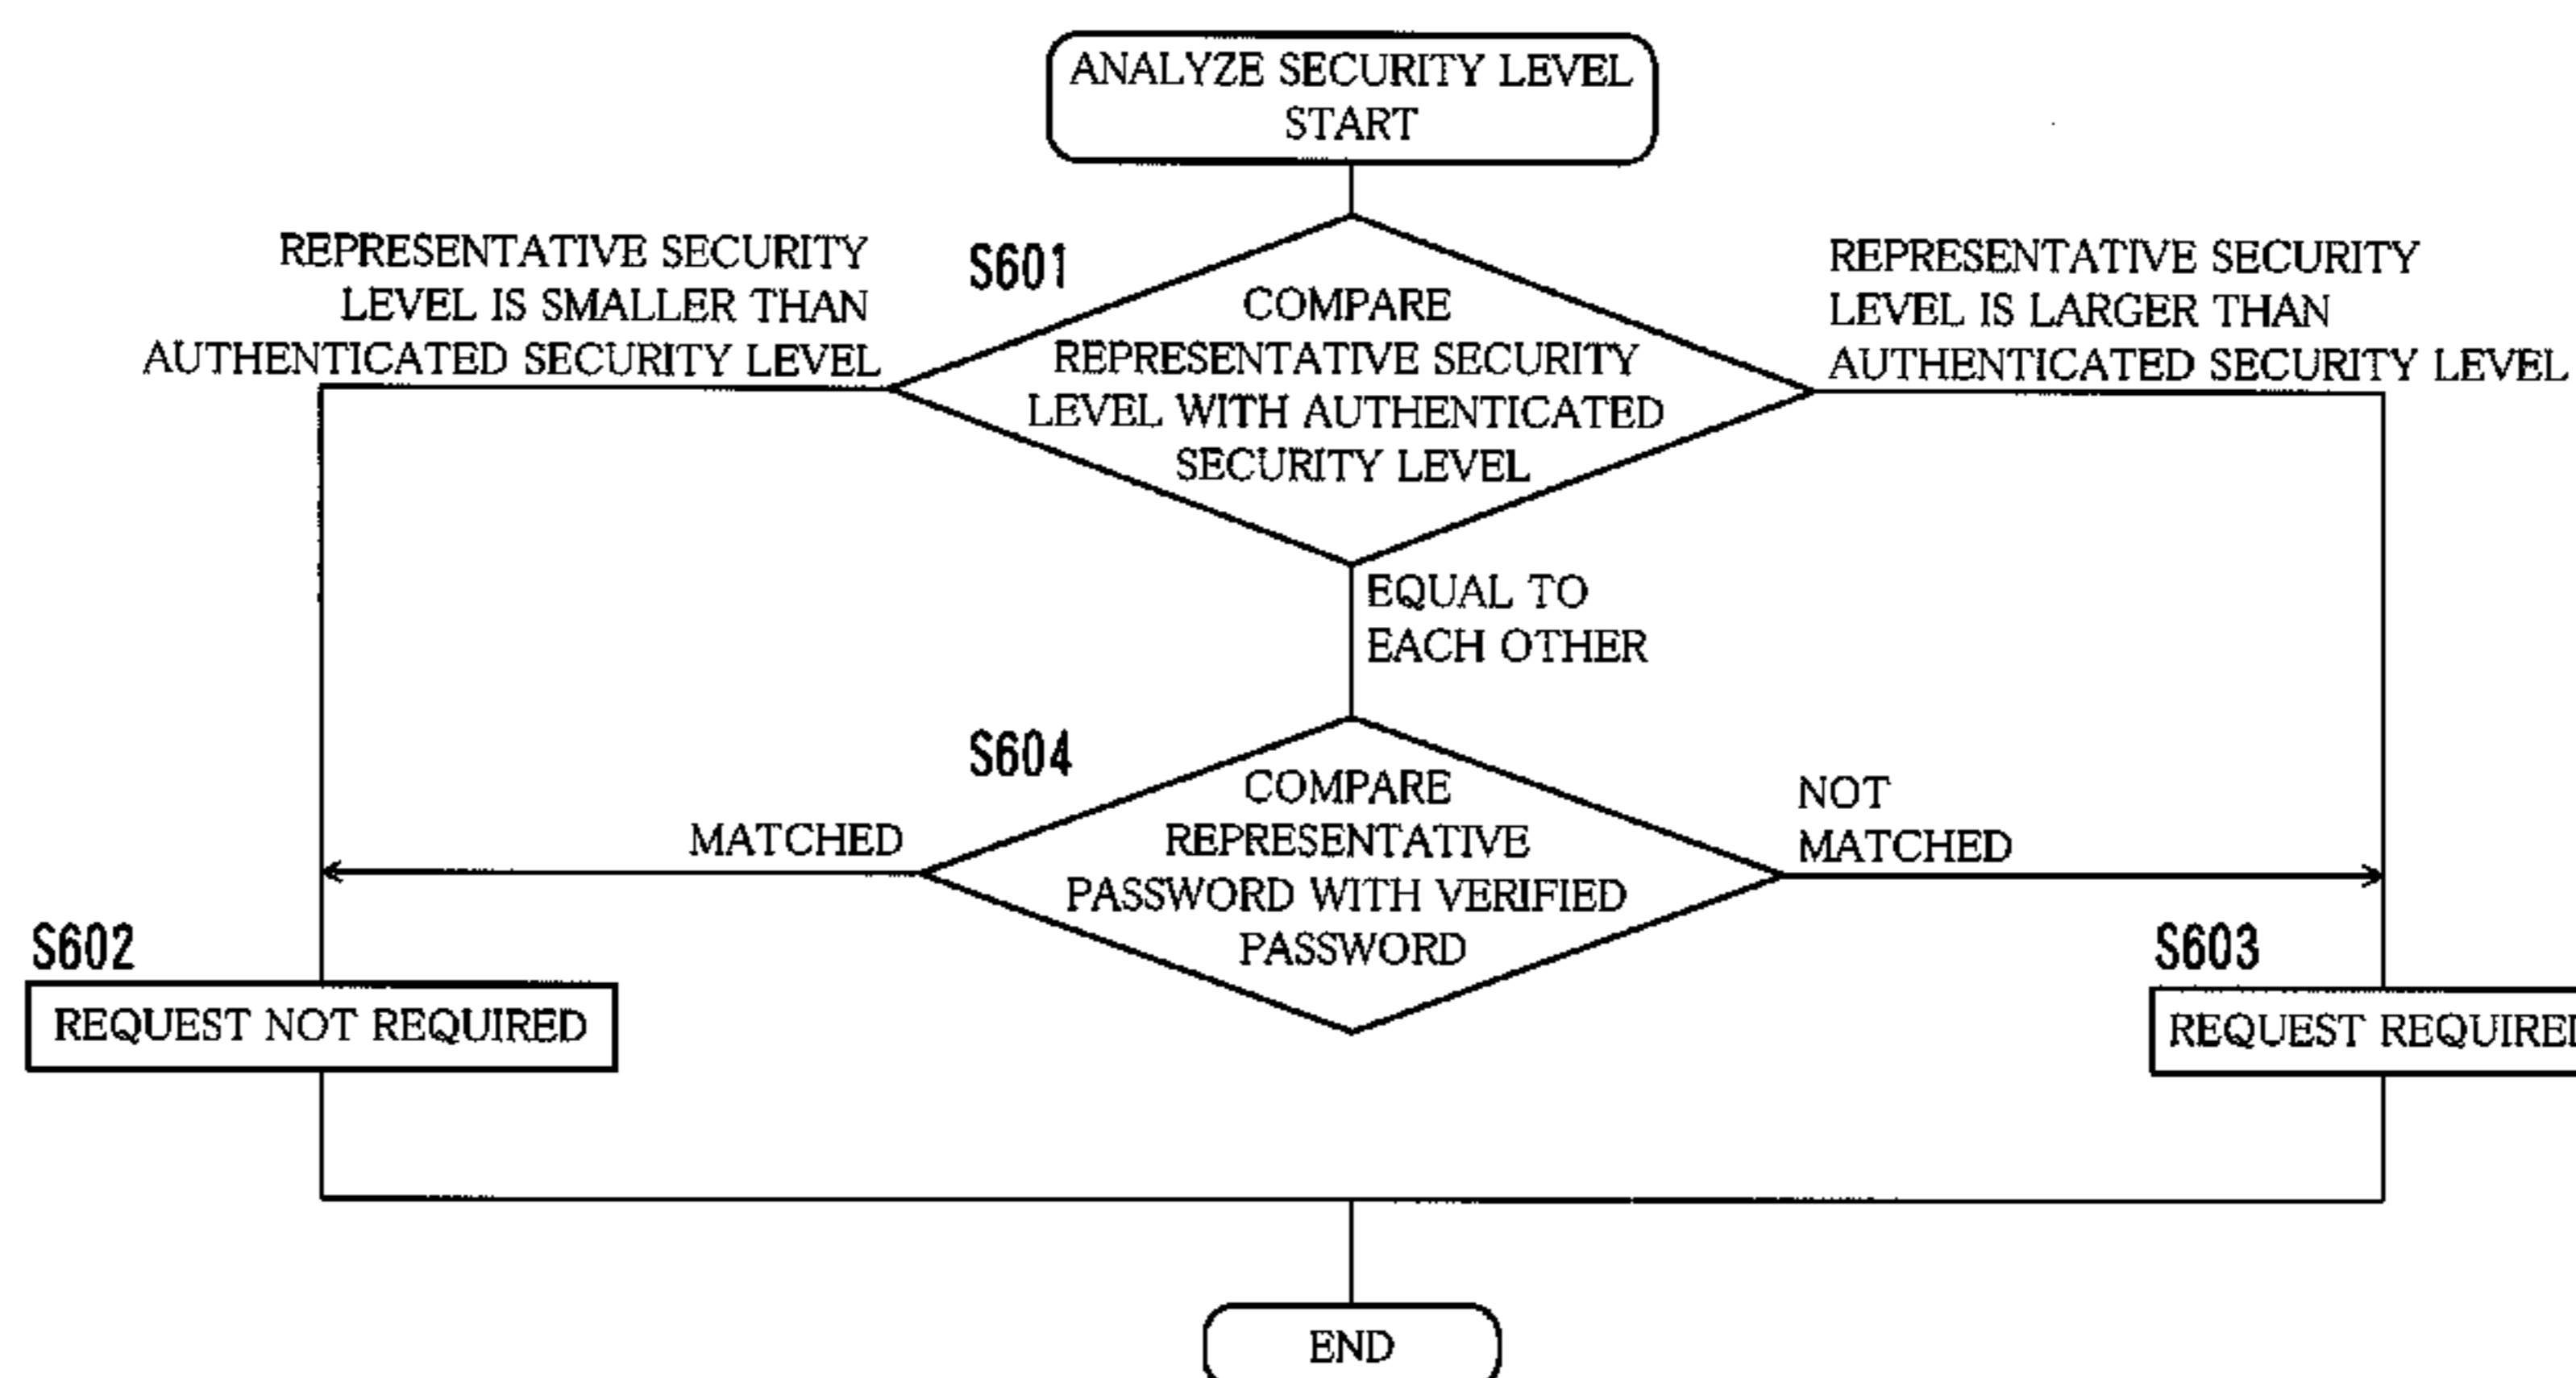 ANALYZE SECURITY LEVEL
START
REPRESENTATIVE SECURITY
LEVEL IS SMALLER THAN
AUTHENTICATED SECURITY LEVEL
S601
COMPARE
REPRESENTATIVE SECURITY
LEVEL WITH AUTHENTICATED
SECURITY LEVEL
REPRESENTATIVE SECURITY
LEVEL IS LARGER THAN
AUTHENTICATED SECURITY LEVEL
EQUAL TO
EACH OTHER
S604
COMPARE
REPRESENTATIVE
PASSWORD WITH VERIFIED
PASSWORD
MATCHED
NOT
MATCHED
S602
REQUEST NOT REQUIRED
S603
REQUEST REQUIRED
END